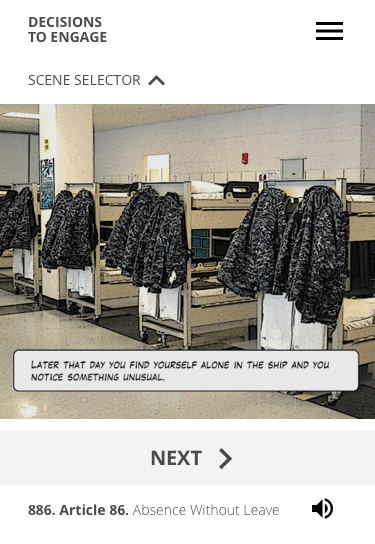 DECISIONS
TO ENGAGE
SCENE SELECTOR
LATER THAT DAY YOU FIND YOURSELF ALONE IN THE SHIP AND YOU
NOTICE SOMETHING UNUSUAL.
NEXT
886. Article 86. Absence Without Leave